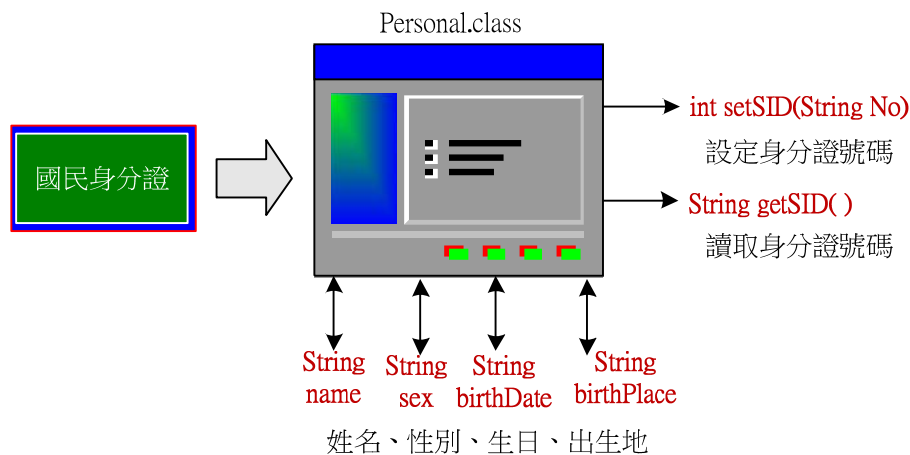 Personal.class
國民身分證
int setSID(String No)
設定身分證號碼
String getSID( )
讀取身分證號碼
String name
String sex
String birthDate
String birthPlace
姓名、性別、生日、出生地